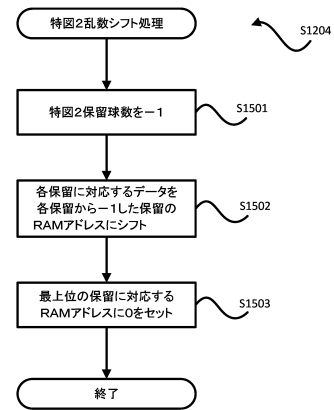 特図２乱数シフト処理
S1204
特図２保留球数を－１
S1501
各保留に対応するデータを
各保留から－１した保留の
ＲＡＭアドレスにシフト
S1502
最上位の保留に対応する
ＲＡＭアドレスに０をセット
S1503
終了